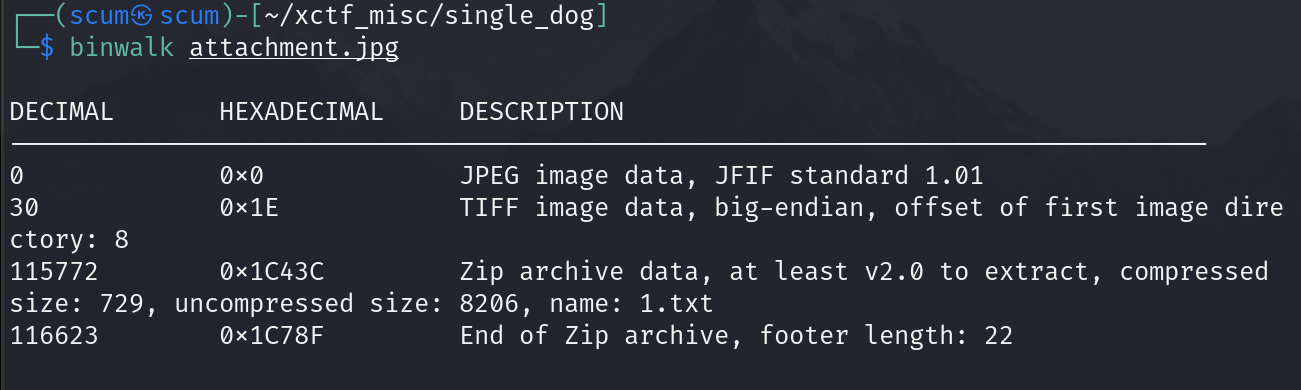 ┌──(scum㉿scum)-[~/xctf_misc/single_dog]
└─$ binwalk attachment.jpg
DECIMAL       HEXADECIMAL     DESCRIPTION
0             0×0             JPEG image data, JFIF standard 1.01
30            0×1E            TIFF image data, big-endian, offset of first image dire
ctory: 8
115772        0×1C43C         Zip archive data, at least v2.0 to extract, compressed
size: 729, uncompressed size: 8206, name: 1.txt
116623        0×1C78F         End of Zip archive, footer length: 22